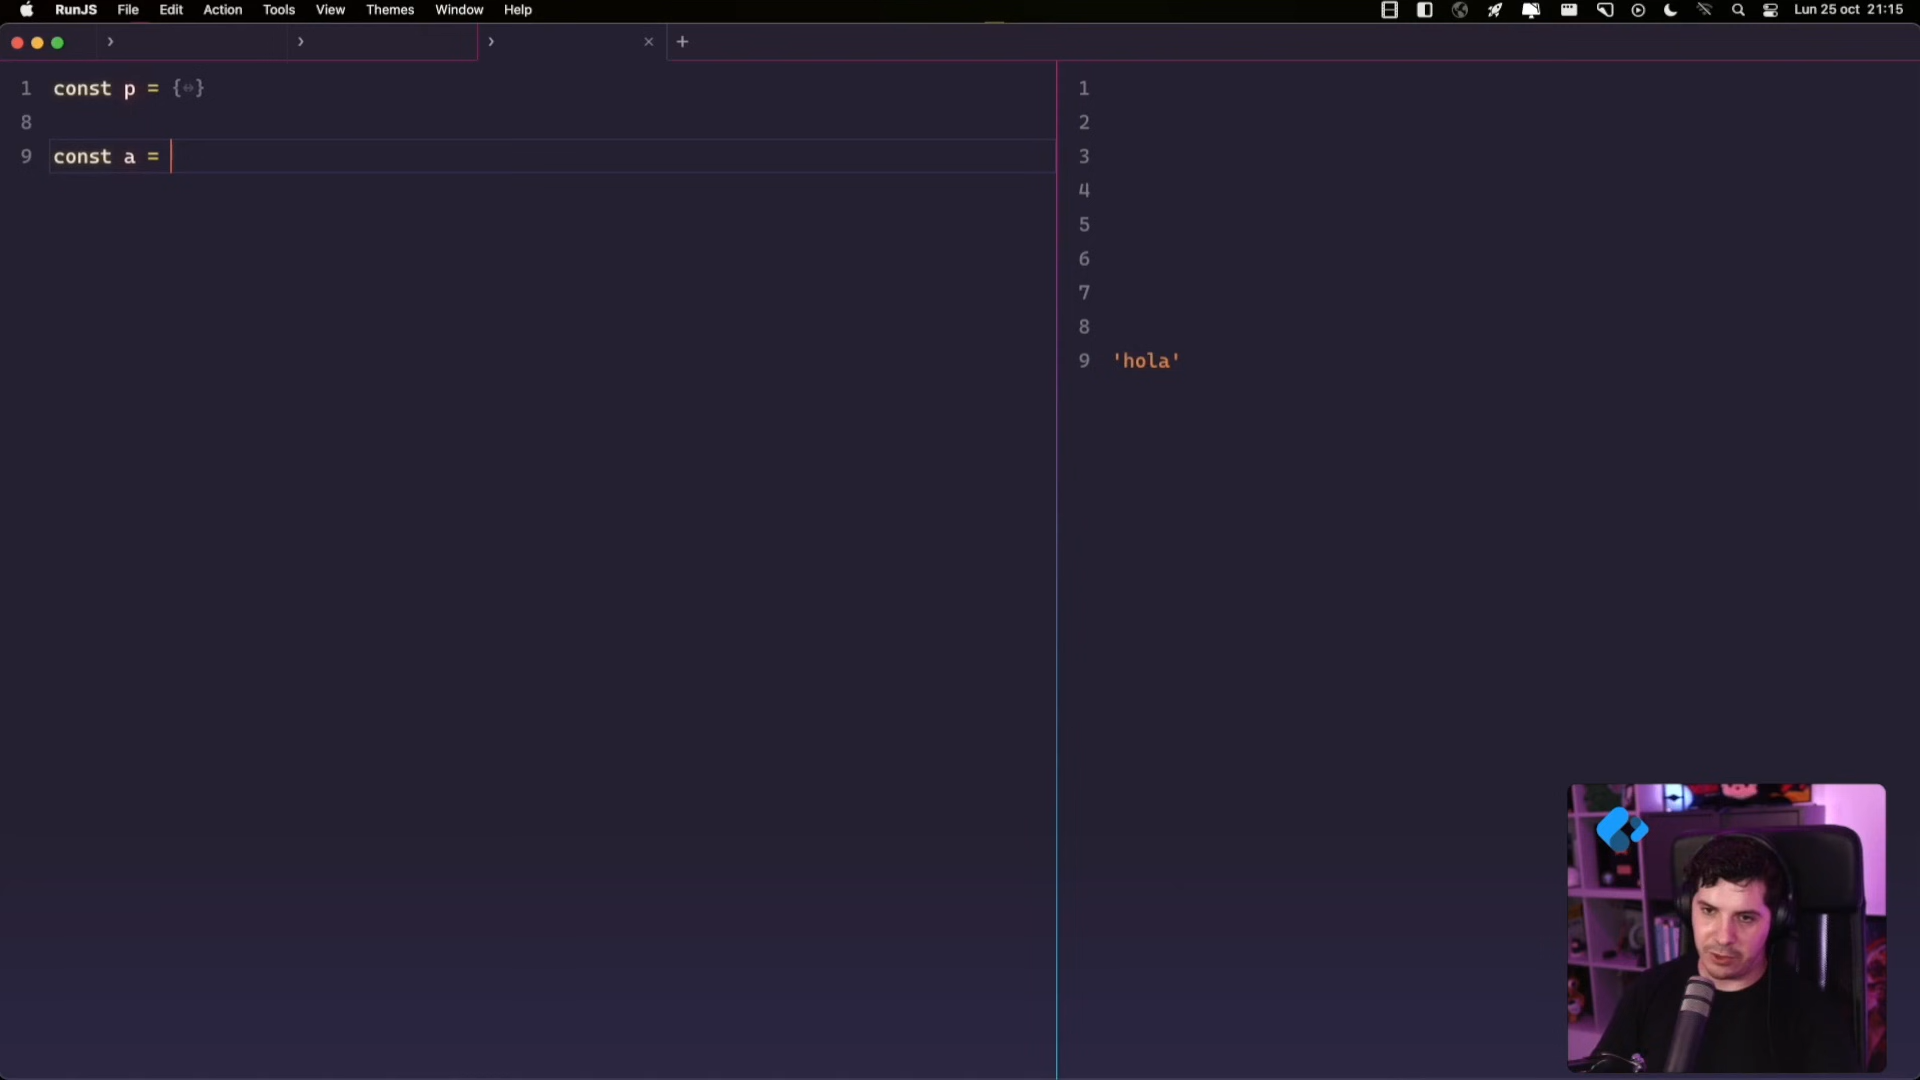 RunJS File Edit Action Tools View Themes Window Help Lun 25 oct 21:15
1 const p = {↔}
8
9 const a =
1
2
3
4
5
6
7
8
9 'hola'